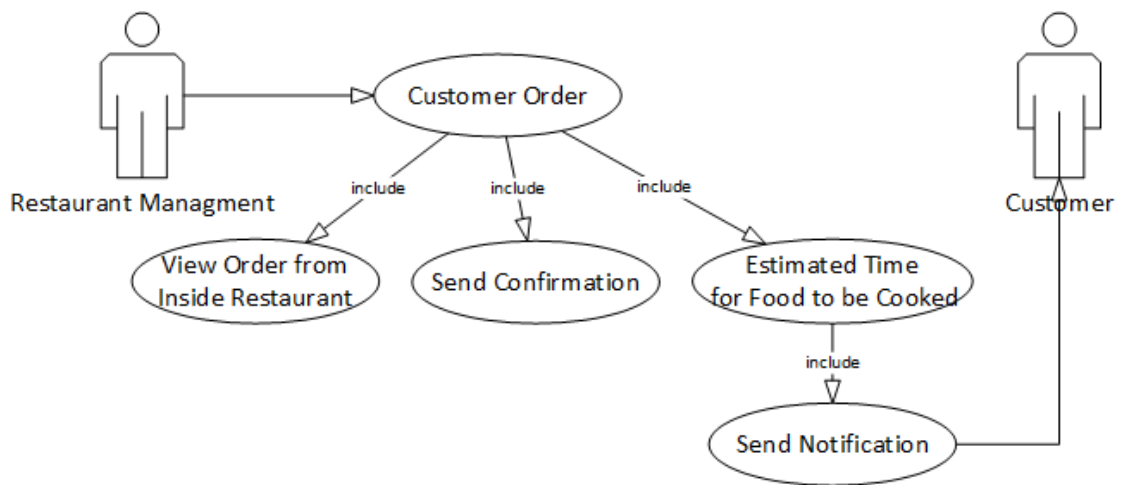 Customer Order
Restaurant Managment
Customer
include
include
include
View Order from
Inside Restaurant
Send Confirmation
Estimated Time
for Food to be Cooked
include
Send Notification